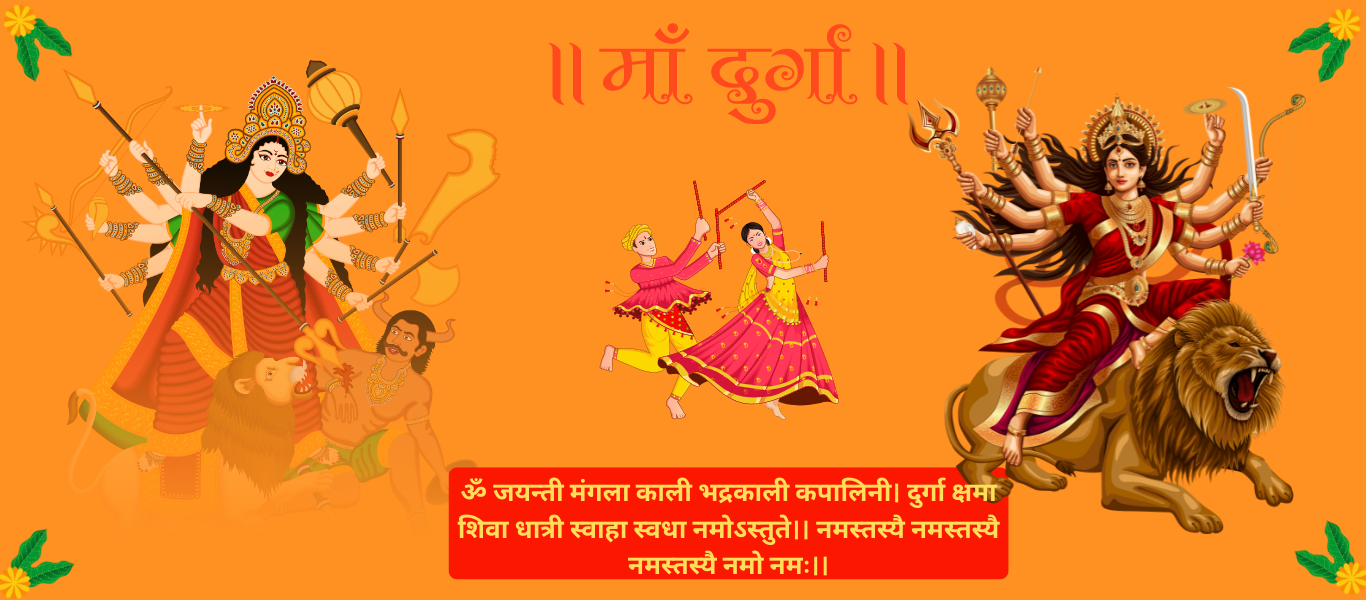 ॥ माँ दुर्गा ॥
ॐ जयन्ती मंगला काली भद्रकाली कपालिनी| दुर्गा क्षमा
शिवा धात्री स्वाहा स्वधा नमोऽस्तुते|| नमस्तस्यै नमस्तस्यै
नमस्तस्यै नमो नमः||